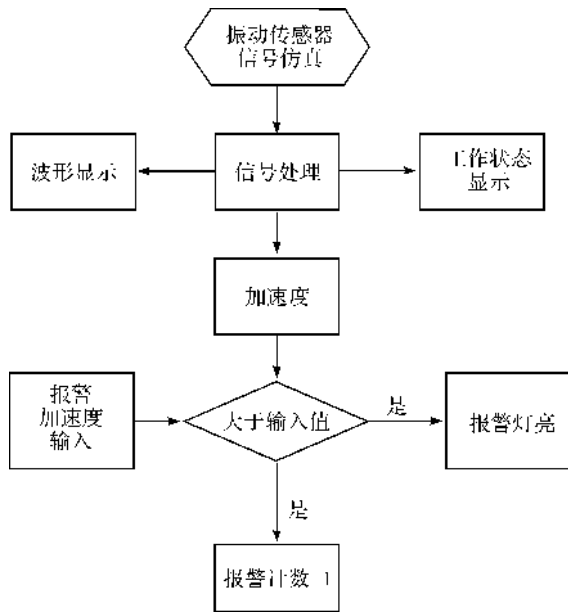 振动传感器
信号仿真
波形显示
信号处理
工作状态
显示
加速度
报警
加速度
输入
大于输入值
是
报警灯亮
是
报警计数 1